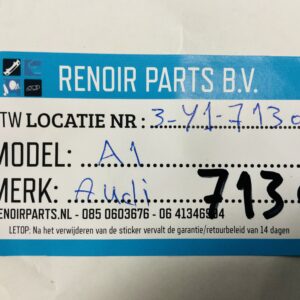 RENOIR PARTS B.V.
TW LOCATIE NR : 3-Y1-713
MODEL: A1
MERK: Audi 713
RENOIRPARTS.NL - 085 0603676 - 06 41346
LETOP: Na het verwijderen van de sticker vervalt de garantie/retourbeleid van 14 dagen